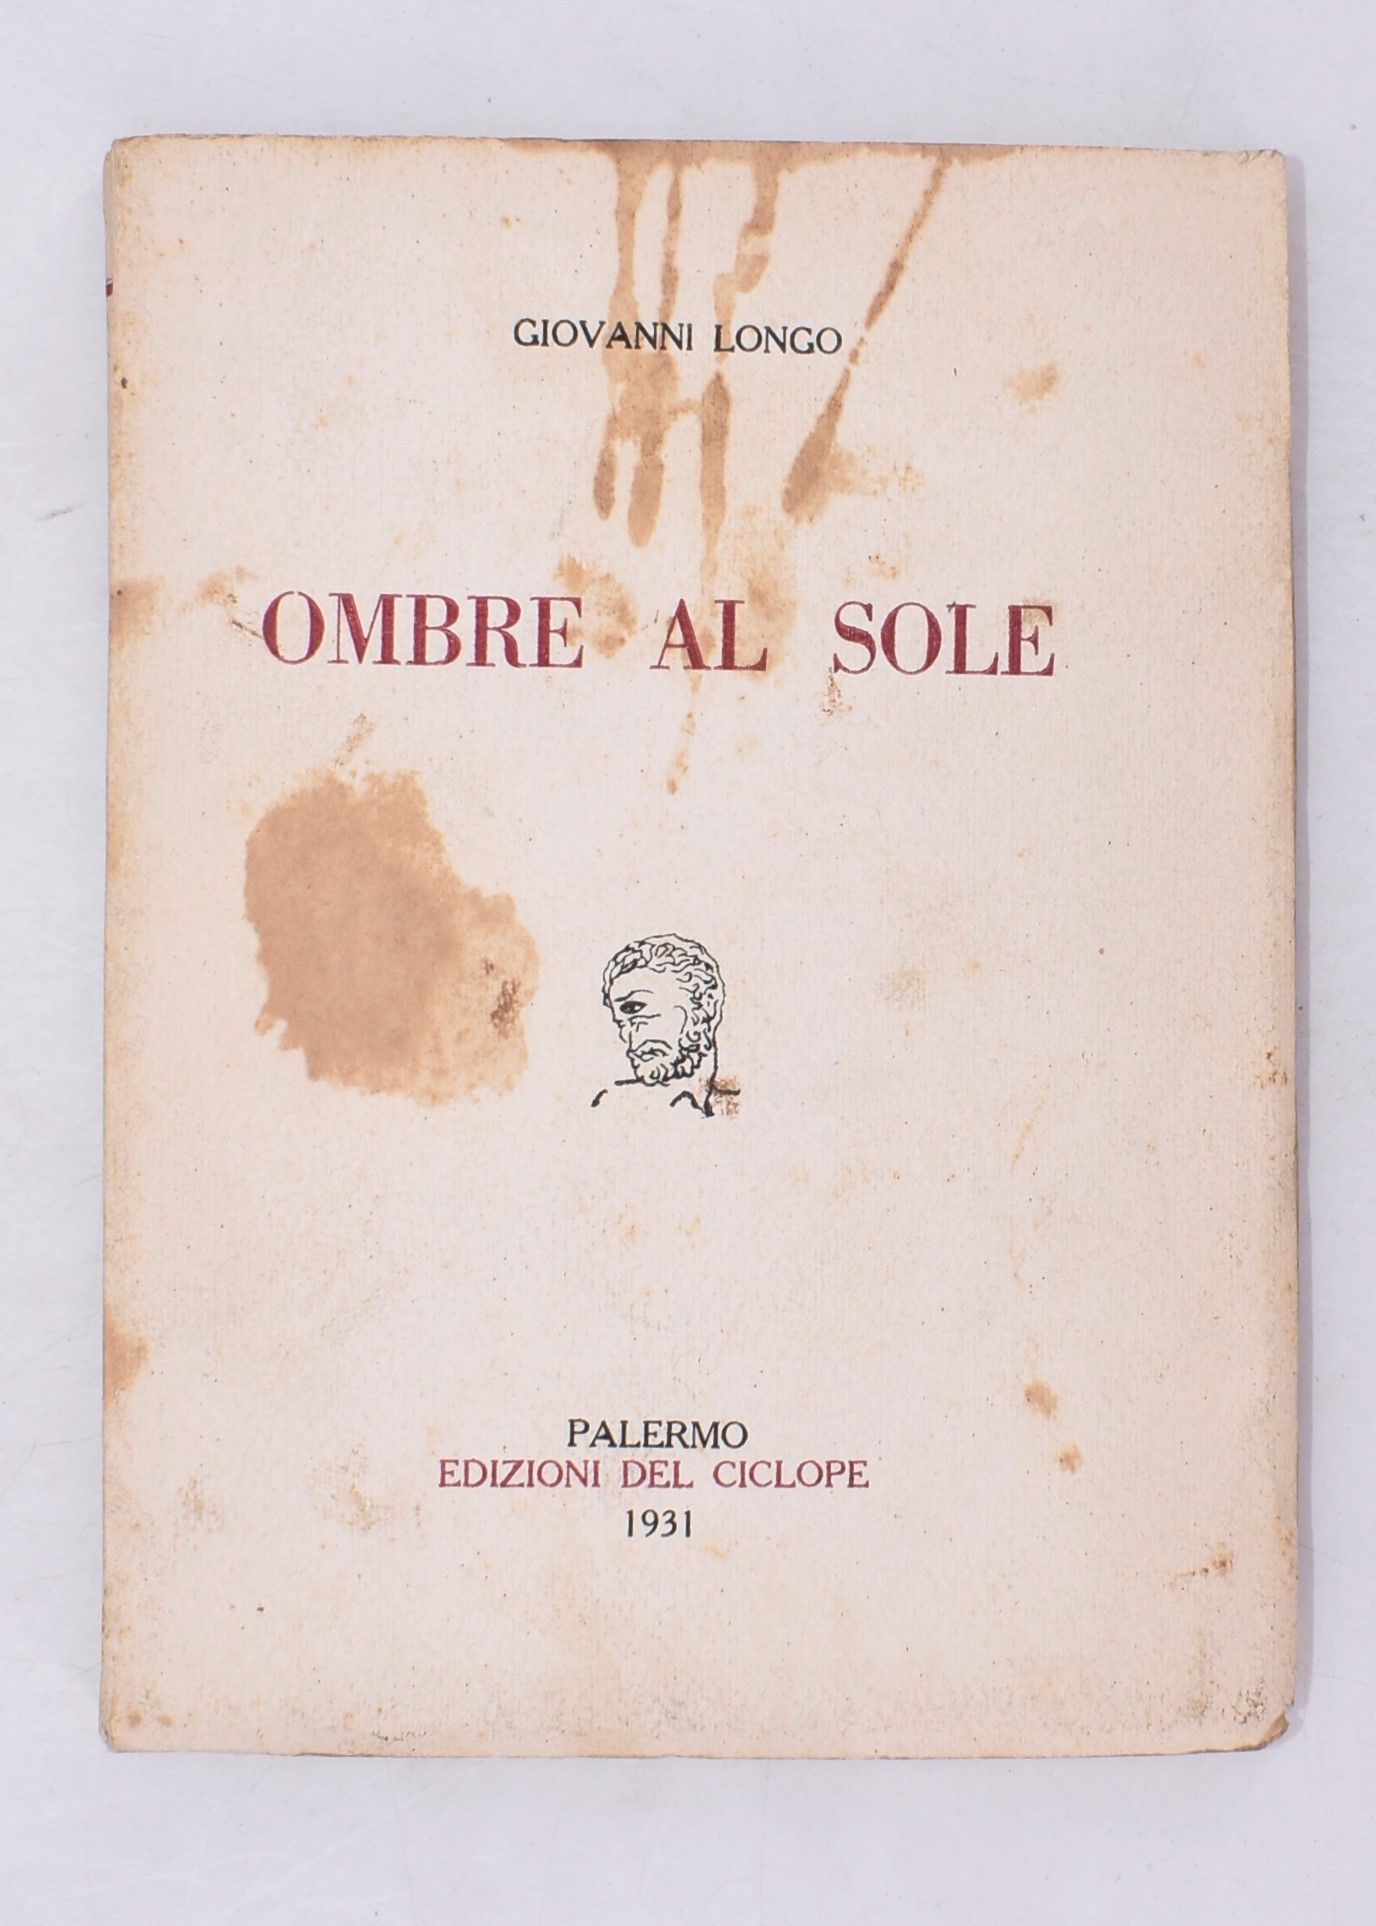 GIOVANNI LONGO
OMBRE AL SOLE
PALERMO
EDIZIONI DEL CICLOPE
1931